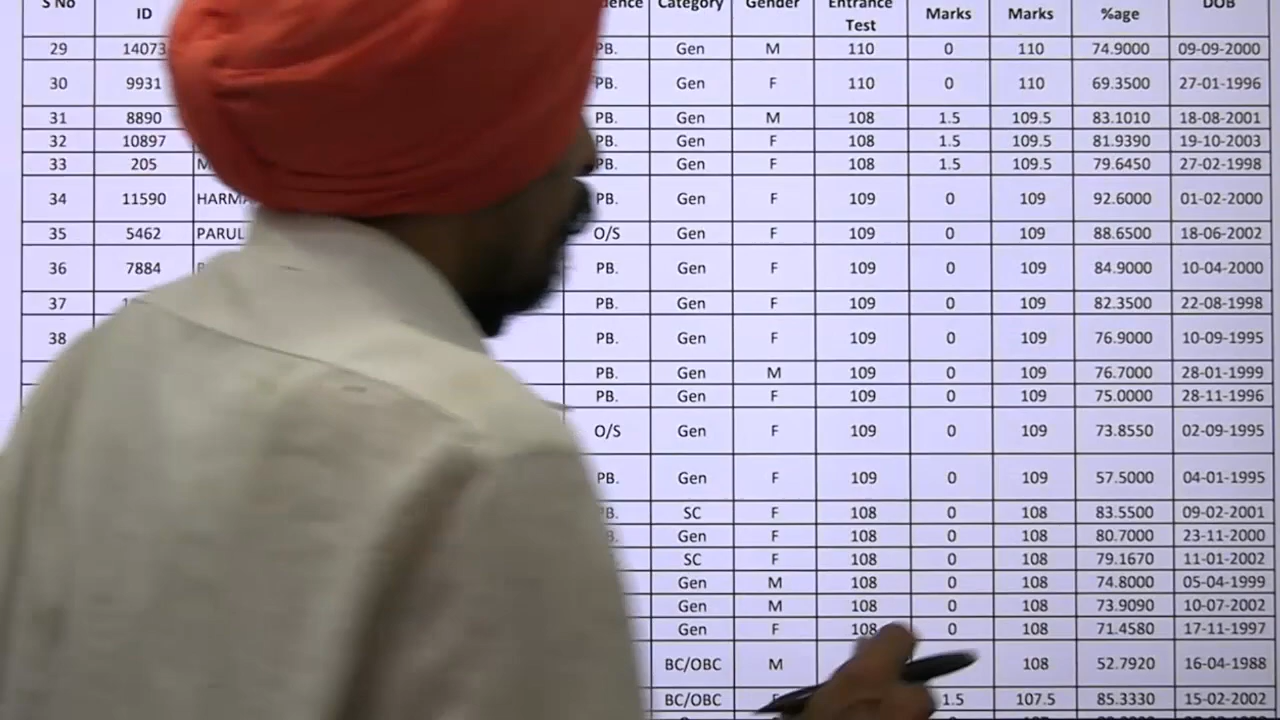 S No ID Category Gender Entrance Test Marks Marks %age DOB
29 14073 PB. Gen M 110 0 110 74.9000 09-09-2000
30 9931 PB. Gen F 110 0 110 69.3500 27-01-1996
31 8890 PB. Gen M 108 1.5 109.5 83.1010 18-08-2001
32 10897 PB. Gen F 108 1.5 109.5 81.9390 19-10-2003
33 205 PB. Gen F 108 1.5 109.5 79.6450 27-02-1998
34 11590 PB. Gen F 109 0 109 92.6000 01-02-2000
35 5462 PARUL O/S Gen F 109 0 109 88.6500 18-06-2002
36 7884 PB. Gen F 109 0 109 84.9000 10-04-2000
37 PB. Gen F 109 0 109 82.3500 22-08-1998
38 PB. Gen F 109 0 109 76.9000 10-09-1995
PB. Gen M 109 0 109 76.7000 28-01-1999
PB. Gen F 109 0 109 75.0000 28-11-1996
O/S Gen F 109 0 109 73.8550 02-09-1995
PB. Gen F 109 0 109 57.5000 04-01-1995
SC F 108 0 108 83.5500 09-02-2001
Gen F 108 0 108 80.7000 23-11-2000
SC F 108 0 108 79.1670 11-01-2002
Gen M 108 0 108 74.8000 05-04-1999
Gen M 108 0 108 73.9090 10-07-2002
Gen F 108 0 108 71.4580 17-11-1997
BC/OBC M 108 52.7920 16-04-1988
BC/OBC 1.5 107.5 85.3330 15-02-2002